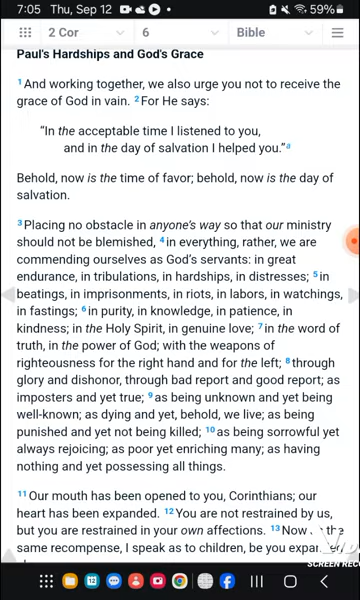 7:05 Thu, Sep 12 59%
2 Cor 6 Bible
Paul's Hardships and God's Grace
1 And working together, we also urge you not to receive the
grace of God in vain. 2 For He says:
“In the acceptable time I listened to you,
and in the day of salvation I helped you.” a
Behold, now is the time of favor; behold, now is the day of
salvation.
3 Placing no obstacle in anyone's way so that our ministry
should not be blemished, 4 in everything, rather, we are
commending ourselves as God's servants: in great
endurance, in tribulations, in hardships, in distresses; 5 in
beatings, in imprisonments, in riots, in labors, in watchings,
in fastings; 6 in purity, in knowledge, in patience, in
kindness; in the Holy Spirit, in genuine love; 7 in the word of
truth, in the power of God; with the weapons of
righteousness for the right hand and for the left; 8 through
glory and dishonor, through bad report and good report; as
imposters and yet true; 9 as being unknown and yet being
well-known; as dying and yet, behold, we live; as being
punished and yet not being killed; 10 as being sorrowful yet
always rejoicing; as poor yet enriching many; as having
nothing and yet possessing all things.
11 Our mouth has been opened to you, Corinthians; our
heart has been expanded. 12 You are not restrained by us,
but you are restrained in your own affections. 13 Now
same recompense, I speak as to children, be you
SCREEN REC
12